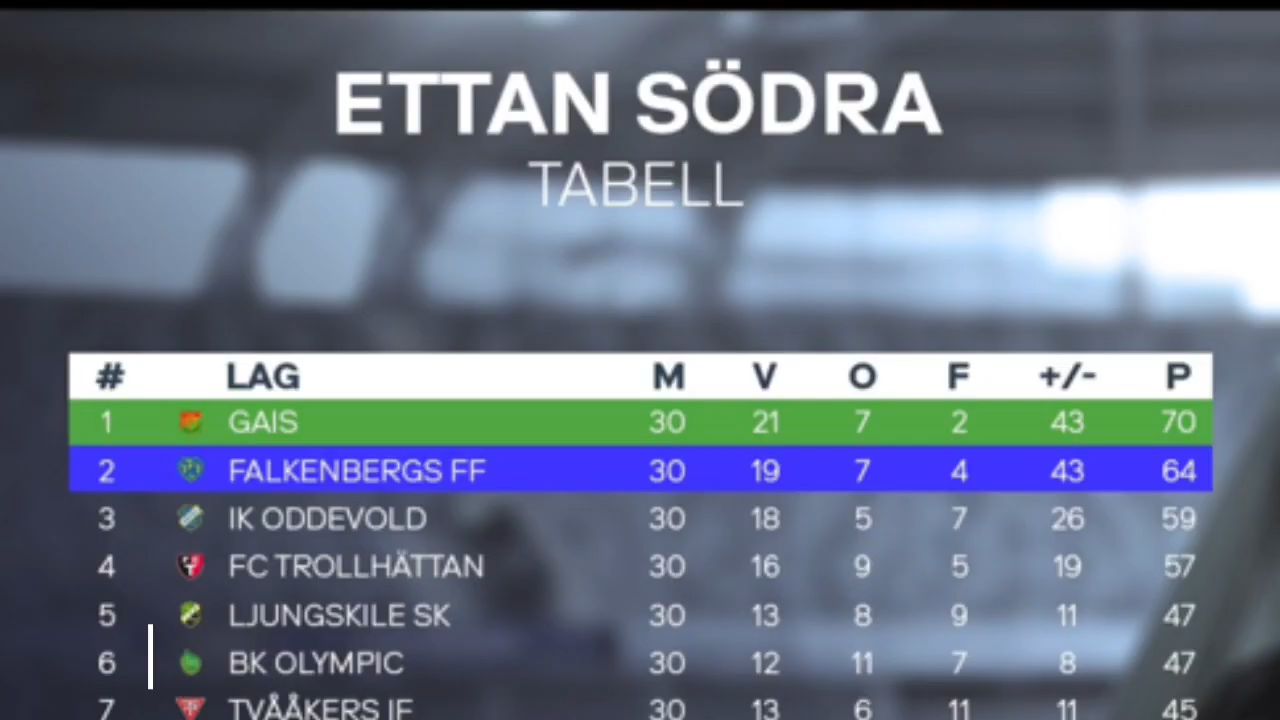 ETTAN SÖDRA
TABELL
# LAG M V O F +/- P
1 GAIS 30 21 7 2 43 70
2 FALKENBERGS FF 30 19 7 4 43 64
3 IK ODDEVOLD 30 18 5 7 26 59
4 FC TROLLHÄTTAN 30 16 9 5 19 57
5 LJUNGSKILE SK 30 13 8 9 11 47
6 BK OLYMPIC 30 12 11 7 8 47
7 TVÅÅKERS IF 30 13 6 11 11 45